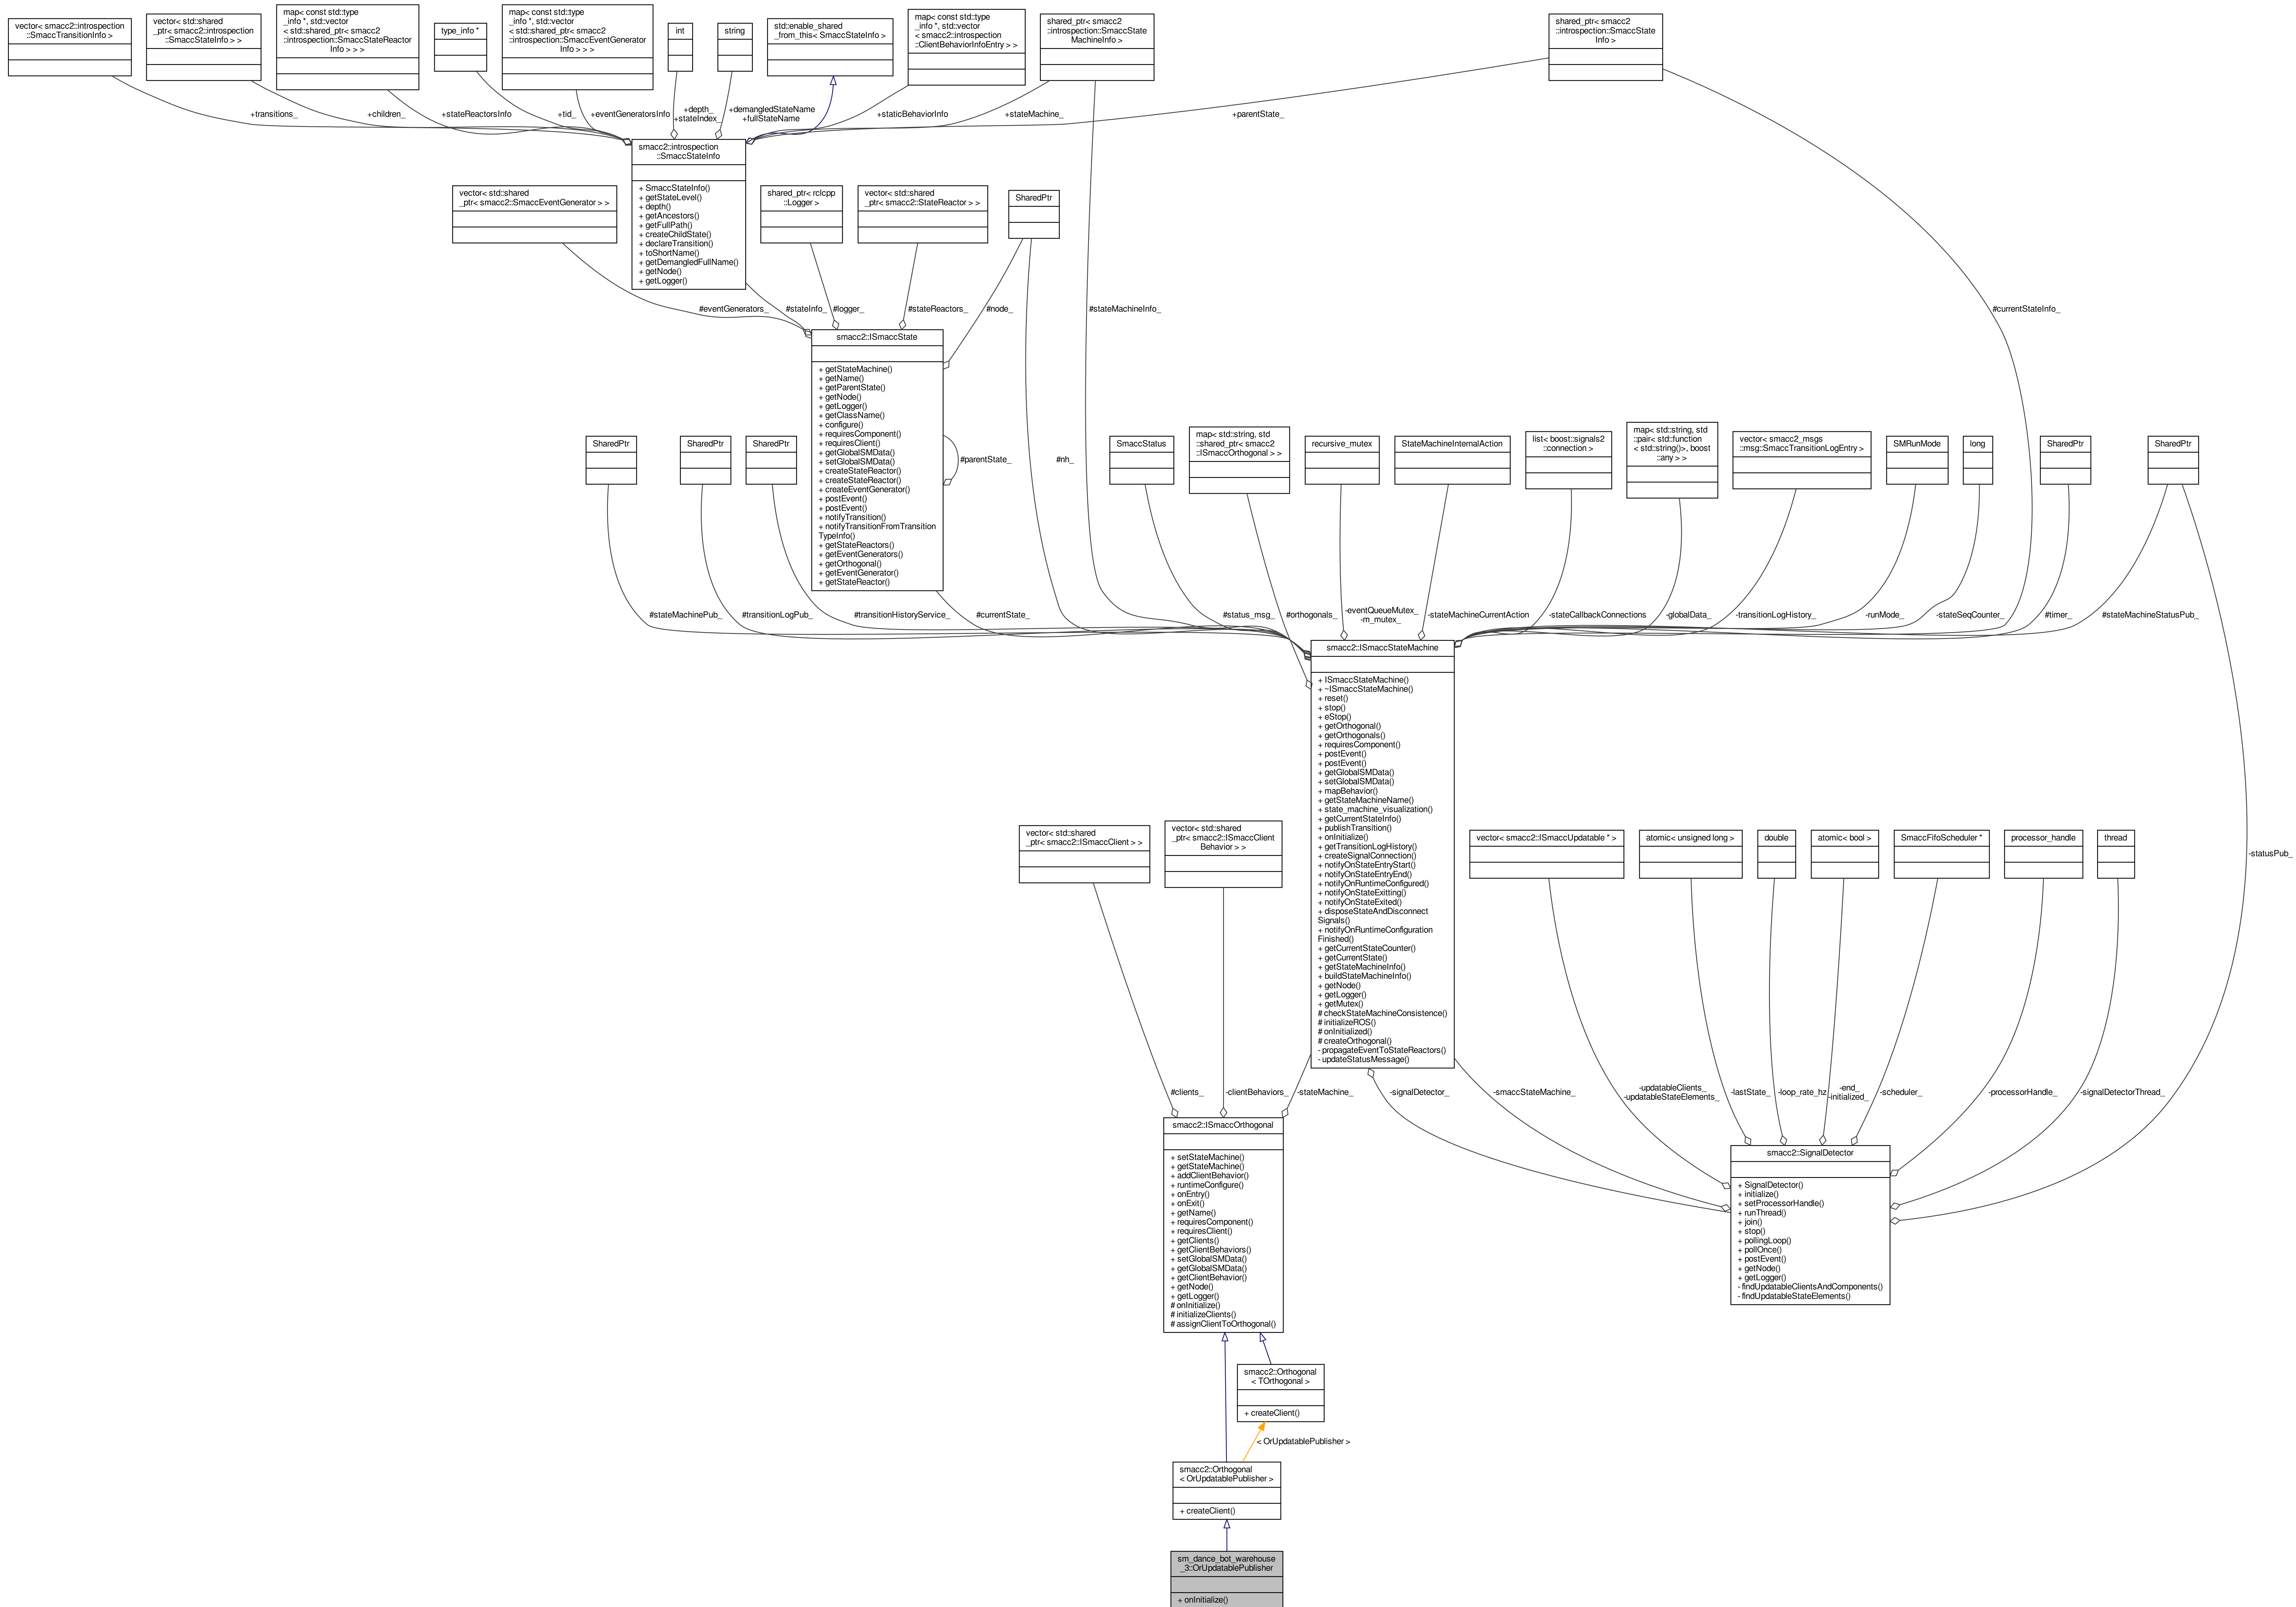 vector< smacc2::introspection
::SmaccTransitionInfo >
vector< std::shared
_ptr< smacc2::introspection
::SmaccStateInfo > >
map< const std::type
_info *, std::vector
< std::shared_ptr< smacc2
::introspection::SmaccStateReactor
Info > > >
type_info *
map< const std::type
_info *, std::vector
< std::shared_ptr< smacc2
::introspection::SmaccEventGenerator
Info > > >
int
string
std::enable_shared
_from_this< SmaccStateInfo >
map< const std::type
_info *, std::vector
< smacc2::introspection
::ClientBehaviorInfoEntry > >
shared_ptr< smacc2
::introspection::SmaccState
MachineInfo >
shared_ptr< smacc2
::introspection::SmaccState
Info >
+transitions_
+children_
+stateReactorsInfo
+tid_
+eventGeneratorsInfo
+depth_
+stateIndex_
+demangledStateName
+fullStateName
+staticBehaviorInfo
+stateMachine_
+parentState_
smacc2::introspection
::SmaccStateInfo
+ SmaccStateInfo()
+ getStateLevel()
+ depth()
+ getAncestors()
+ getFullPath()
+ createChildState()
+ declareTransition()
+ toShortName()
+ getDemangledFullName()
+ getNode()
+ getLogger()
vector< std::shared
_ptr< smacc2::SmaccEventGenerator > >
shared_ptr< rclcpp
::Logger >
vector< std::shared
_ptr< smacc2::StateReactor > >
SharedPtr
#eventGenerators_
#stateInfo_
#logger_
#stateReactors_
#node_
#stateMachineInfo_
#currentStateInfo_
smacc2::ISmaccState
+ getStateMachine()
+ getName()
+ getParentState()
+ getNode()
+ getLogger()
+ getClassName()
+ configure()
+ requiresComponent()
+ requiresClient()
+ getGlobalSMData()
+ setGlobalSMData()
+ createStateReactor()
+ createStateReactor()
+ createEventGenerator()
+ postEvent()
+ postEvent()
+ notifyTransition()
+ notifyTransitionFromTransition
TypeInfo()
+ getStateReactors()
+ getEventGenerators()
+ getOrthogonal()
+ getEventGenerator()
+ getStateReactor()
#parentState_
#nh_
SharedPtr
SharedPtr
SharedPtr
SmaccStatus
map< std::string, std
::shared_ptr< smacc2
::ISmaccOrthogonal > >
recursive_mutex
StateMachineInternalAction
list< boost::signals2
::connection >
map< std::string, std
::pair< std::function
< std::string()>, boost
::any > >
vector< smacc2_msgs
::msg::SmaccTransitionLogEntry >
SMRunMode
long
SharedPtr
SharedPtr
#stateMachinePub_
#transitionLogPub_
#transitionHistoryService_
#currentState_
#status_msg_
#orthogonals_
-eventQueueMutex_
-m_mutex_
-stateMachineCurrentAction
-stateCallbackConnections
-globalData_
-transitionLogHistory_
-runMode_
-stateSeqCounter_
#timer_
#stateMachineStatusPub_
smacc2::ISmaccStateMachine
+ ISmaccStateMachine()
+ ~ISmaccStateMachine()
+ reset()
+ stop()
+ eStop()
+ getOrthogonal()
+ getOrthogonals()
+ requiresComponent()
+ postEvent()
+ postEvent()
+ getGlobalSMData()
+ setGlobalSMData()
+ mapBehavior()
+ getStateMachineName()
+ state_machine_visualization()
+ getCurrentStateInfo()
+ publishTransition()
+ onInitialize()
+ getTransitionLogHistory()
+ createSignalConnection()
+ notifyOnStateEntryStart()
+ notifyOnStateEntryEnd()
+ notifyOnRuntimeConfigured()
+ notifyOnStateExitting()
+ notifyOnStateExited()
+ disposeStateAndDisconnect
Signals()
+ notifyOnRuntimeConfiguration
Finished()
+ getCurrentStateCounter()
+ getCurrentState()
+ getStateMachineInfo()
+ buildStateMachineInfo()
+ getNode()
+ getLogger()
+ getMutex()
# checkStateMachineConsistence()
# initializeROS()
# onInitialized()
# createOrthogonal()
- propagateEventToStateReactors()
- updateStatusMessage()
vector< std::shared
_ptr< smacc2::ISmaccClient > >
vector< std::shared
_ptr< smacc2::ISmaccClient
Behavior > >
vector< smacc2::ISmaccUpdatable * >
atomic< unsigned long >
double
atomic< bool >
SmaccFifoScheduler *
processor_handle
thread
-statusPub_
#clients_
-clientBehaviors_
-stateMachine_
-signalDetector_
-smaccStateMachine_
-updatableClients_
-updatableStateElements_
-lastState_
-loop_rate_hz
-end_
-initialized_
-scheduler_
-processorHandle_
-signalDetectorThread_
smacc2::ISmaccOrthogonal
+ setStateMachine()
+ getStateMachine()
+ addClientBehavior()
+ runtimeConfigure()
+ onEntry()
+ onExit()
+ getName()
+ requiresComponent()
+ requiresClient()
+ getClients()
+ getClientBehaviors()
+ setGlobalSMData()
+ getGlobalSMData()
+ getClientBehavior()
+ getNode()
+ getLogger()
# onInitialize()
# initializeClients()
# assignClientToOrthogonal()
smacc2::SignalDetector
+ SignalDetector()
+ initialize()
+ setProcessorHandle()
+ runThread()
+ join()
+ stop()
+ pollingLoop()
+ pollOnce()
+ postEvent()
+ getNode()
+ getLogger()
- findUpdatableClientsAndComponents()
- findUpdatableStateElements()
smacc2::Orthogonal
< TOrthogonal >
+ createClient()
< OrUpdatablePublisher >
smacc2::Orthogonal
< OrUpdatablePublisher >
+ createClient()
sm_dance_bot_warehouse
_3::OrUpdatablePublisher
+ onInitialize()